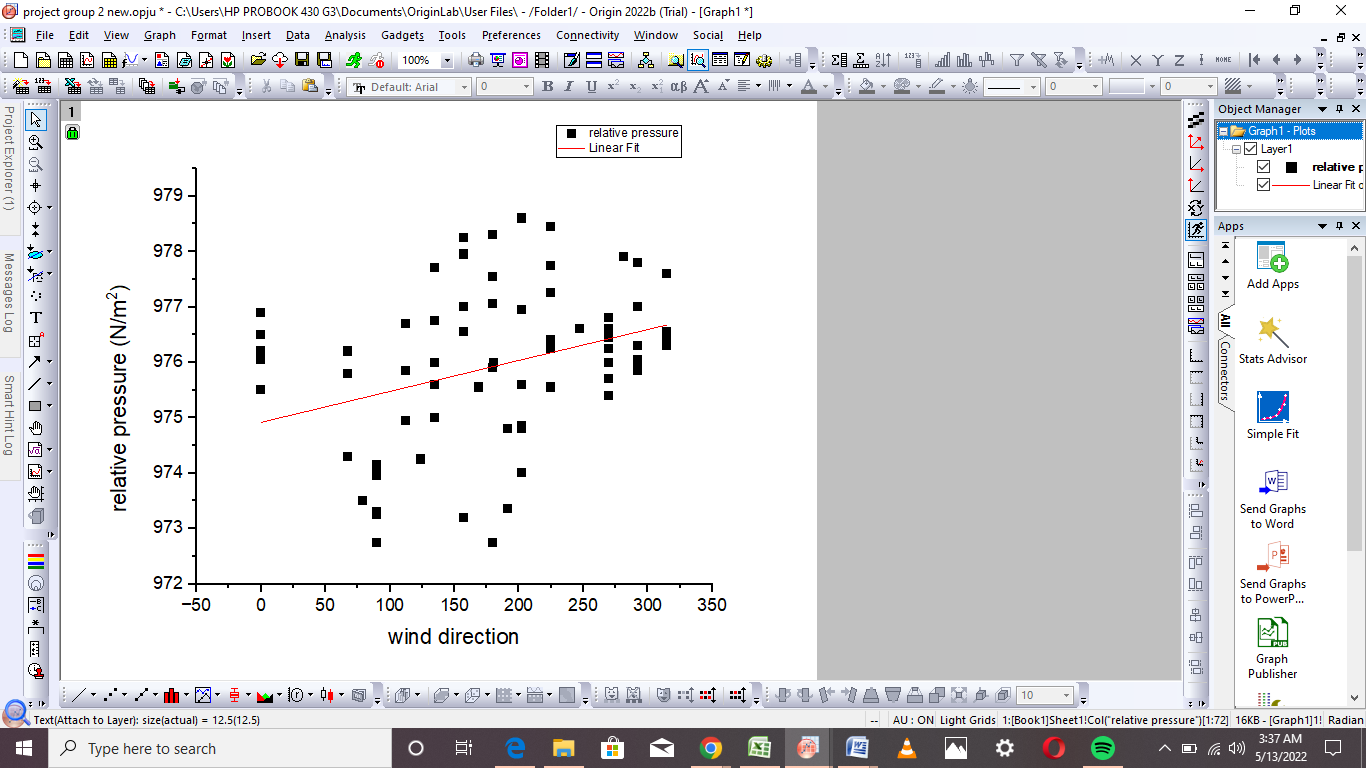 project group 2 new.opju * - C:\Users\HP PROBOOK 430 G3\Documents\OriginLab\User Files\ - /Folder1/ - Origin 2022b (Trial) - [Graph1 *]
File Edit View Graph Format Insert Data Analysis Gadgets Tools Preferences Connectivity Window Social Help
100%
HOME
Default: Arial 0 B I U
0 0
Project Explorer (1)
Messages Log
Smart Hint Log
1
relative pressure
Linear Fit
979
978
977
976
975
974
973
972
−50 0 50 100 150 200 250 300 350
relative pressure (N/m²)
wind direction
Object Manager
Graph1 - Plots
Layer1
relative p
Linear Fit o
Apps
All
Connectors
Add Apps
Stats Advisor
Simple Fit
Send Graphs
to Word
Send Graphs
to PowerP...
Graph
Publisher
10
Text(Attach to Layer): size(actual) = 12.5(12.5)
-- AU : ON Light Grids 1:[Book1]Sheet1!Col("relative pressure")[1:72] 16KB - [Graph1]1! Radian
Type here to search
3:37 AM
5/13/2022